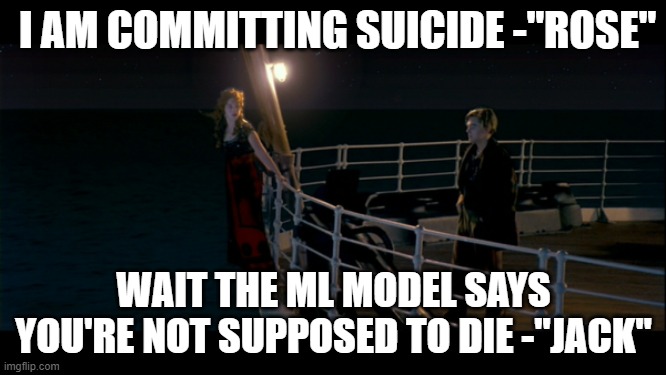 I AM COMMITTING SUICIDE -"ROSE"
WAIT THE ML MODEL SAYS
YOU'RE NOT SUPPOSED TO DIE -"JACK"
imgflip.com